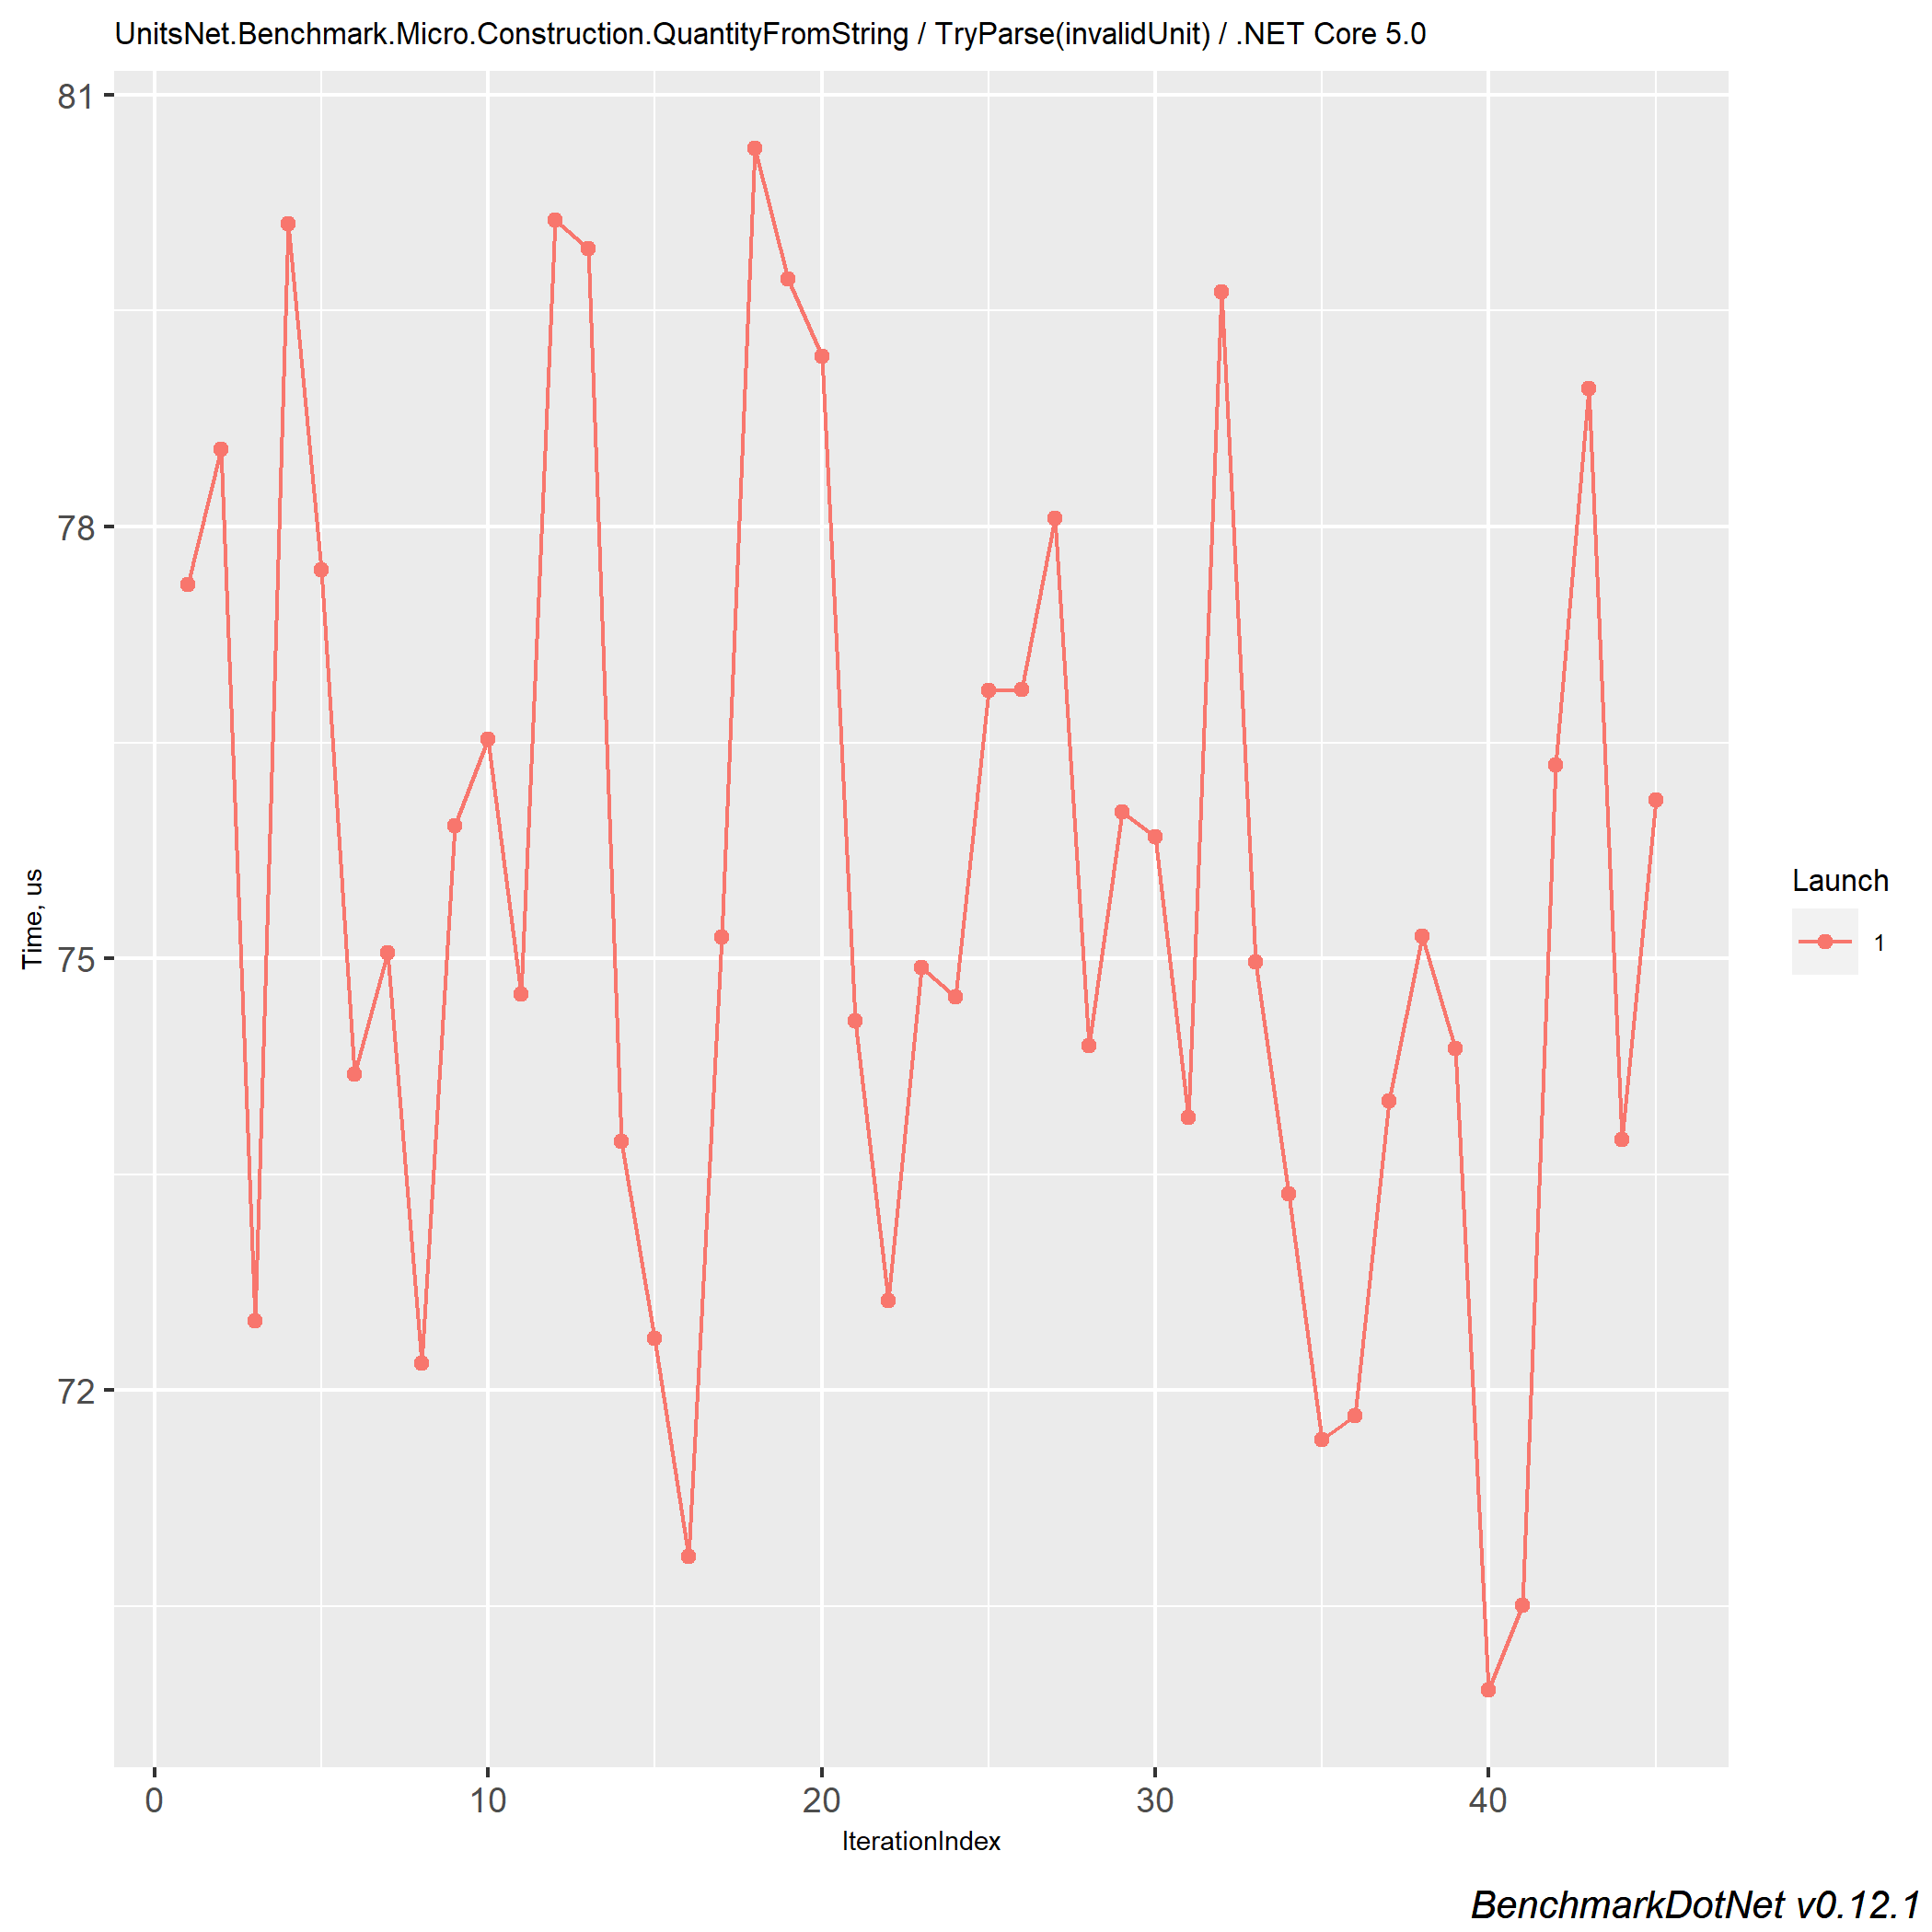 UnitsNet.Benchmark.Micro.Construction.QuantityFromString / TryParse(invalidUnit) / .NET Core 5.0
81
78
75
72
Time, us
0 10 20 30 40
IterationIndex
Launch
1
BenchmarkDotNet v0.12.1